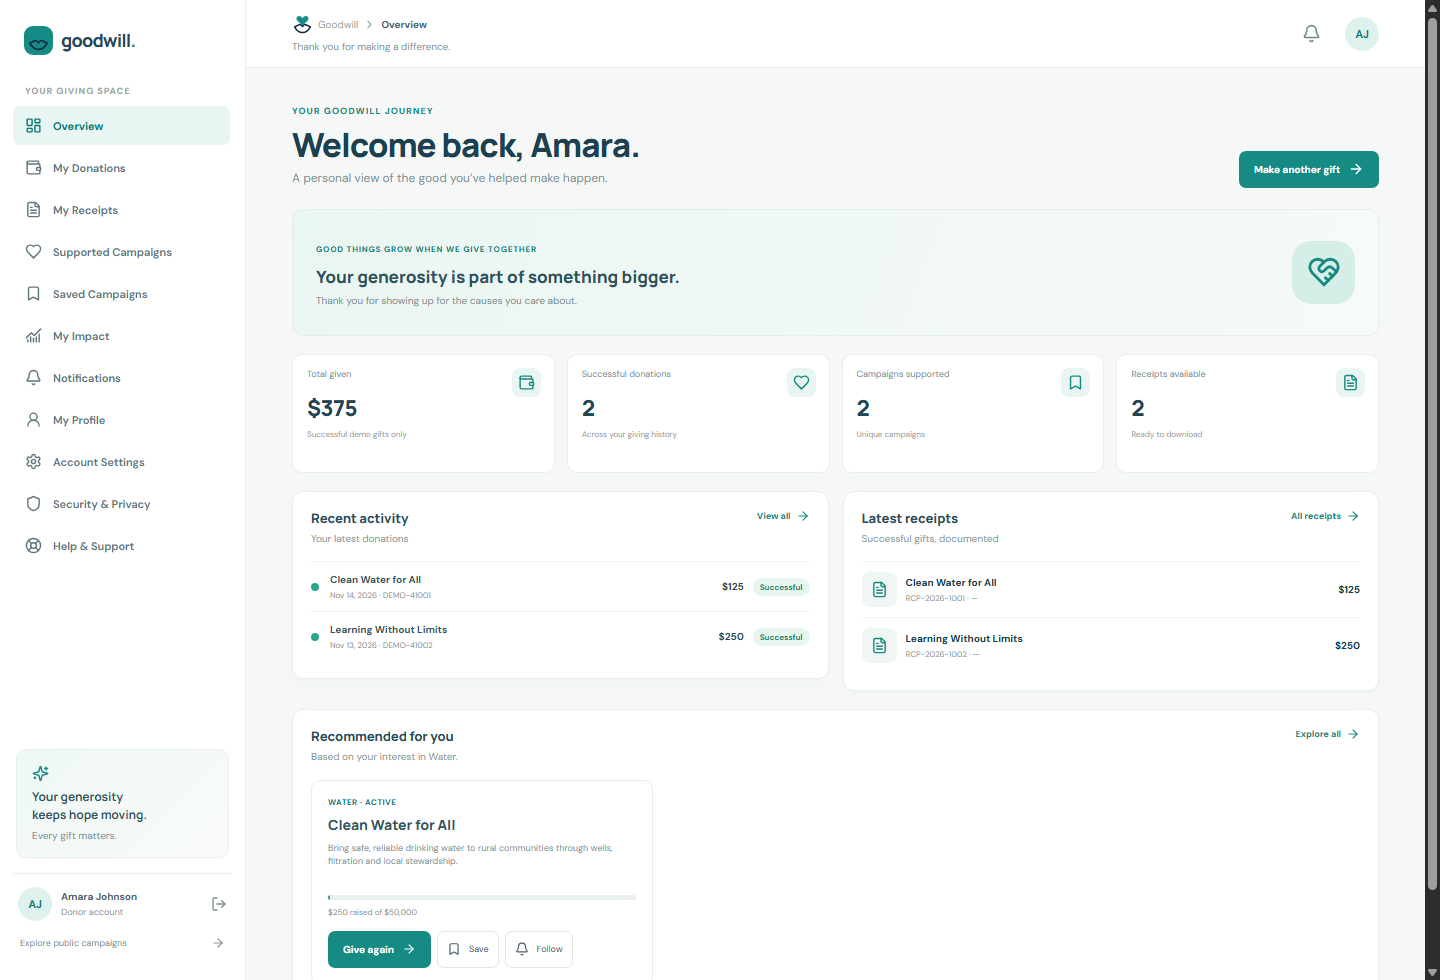 goodwill.
YOUR GIVING SPACE
Overview
My Donations
My Receipts
Supported Campaigns
Saved Campaigns
My Impact
Notifications
My Profile
Account Settings
Security & Privacy
Help & Support
Your generosity
keeps hope moving.
Every gift matters.
AJ
Amara Johnson
Donor account
Explore public campaigns
Goodwill
Overview
Thank you for making a difference.
AJ
YOUR GOODWILL JOURNEY
Welcome back, Amara.
A personal view of the good you've helped make happen.
Make another gift
GOOD THINGS GROW WHEN WE GIVE TOGETHER
Your generosity is part of something bigger.
Thank you for showing up for the causes you care about.
Total given
$375
Successful demo gifts only
Successful donations
2
Across your giving history
Campaigns supported
2
Unique campaigns
Receipts available
2
Ready to download
Recent activity
View all
Your latest donations
Clean Water for All
Nov 14, 2026 · DEMO-41001
$125
Successful
Learning Without Limits
Nov 13, 2026 · DEMO-41002
$250
Successful
Latest receipts
All receipts
Successful gifts, documented
Clean Water for All
RCP-2026-1001 · —
$125
Learning Without Limits
RCP-2026-1002 · —
$250
Recommended for you
Explore all
Based on your interest in Water.
WATER · ACTIVE
Clean Water for All
Bring safe, reliable drinking water to rural communities through wells,
filtration and local stewardship.
$250 raised of $50,000
Give again
Save
Follow